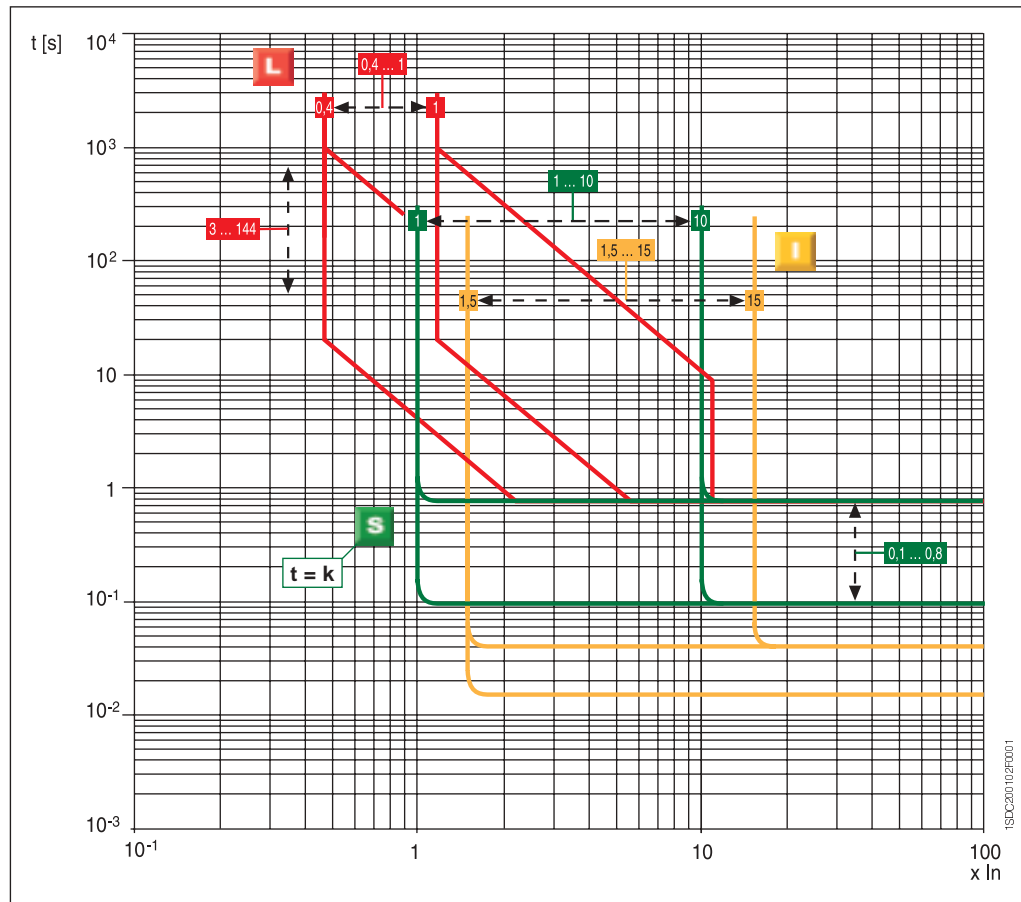 t [s]
10⁴
L
0,4 ... 1
0,4
1
10³
1 ... 10
3 ... 144
1
10
I
1,5 ... 15
10²
1,5
15
10
1
S
0,1 ... 0,8
t = k
10⁻¹
10⁻²
10⁻³
10⁻¹
1
10
100
x In
1SDC200102F0001